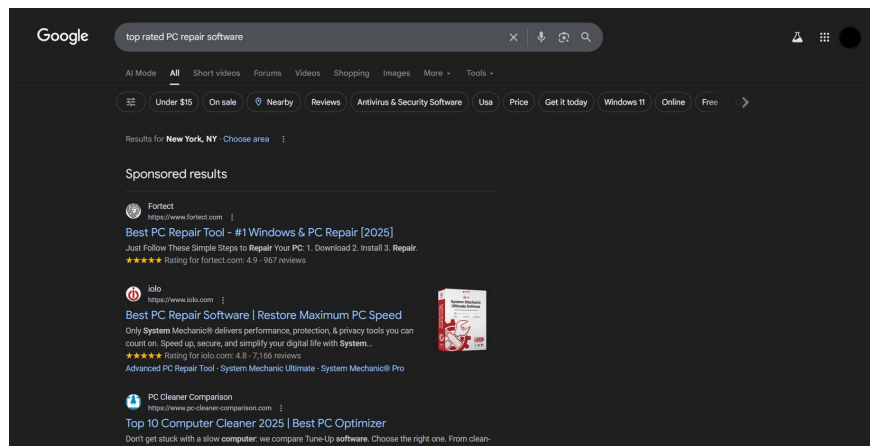 Google
top rated PC repair software
AI Mode All Short videos Forums Videos Shopping Images More Tools
Under $15 On sale Nearby Reviews Antivirus & Security Software Usa Price Get it today Windows 11 Online Free
Results for New York, NY · Choose area
Sponsored results
Fortect
https://www.fortect.com
Best PC Repair Tool - #1 Windows & PC Repair [2025]
Just Follow These Simple Steps to Repair Your PC: 1. Download 2. Install 3. Repair.
Rating for fortect.com: 4.9 - 967 reviews
iolo
https://www.iolo.com
Best PC Repair Software | Restore Maximum PC Speed
Only System Mechanic® delivers performance, protection, & privacy tools you can
count on. Speed up, secure, and simplify your digital life with System...
Rating for iolo.com: 4.8 - 7,166 reviews
Advanced PC Repair Tool · System Mechanic Ultimate · System Mechanic® Pro
System Mechanic
Ultimate Defense
PC Cleaner Comparison
https://www.pc-cleaner-comparison.com
Top 10 Computer Cleaner 2025 | Best PC Optimizer
Don't get stuck with a slow computer: we compare Tune-Up software. Choose the right one. From clean-